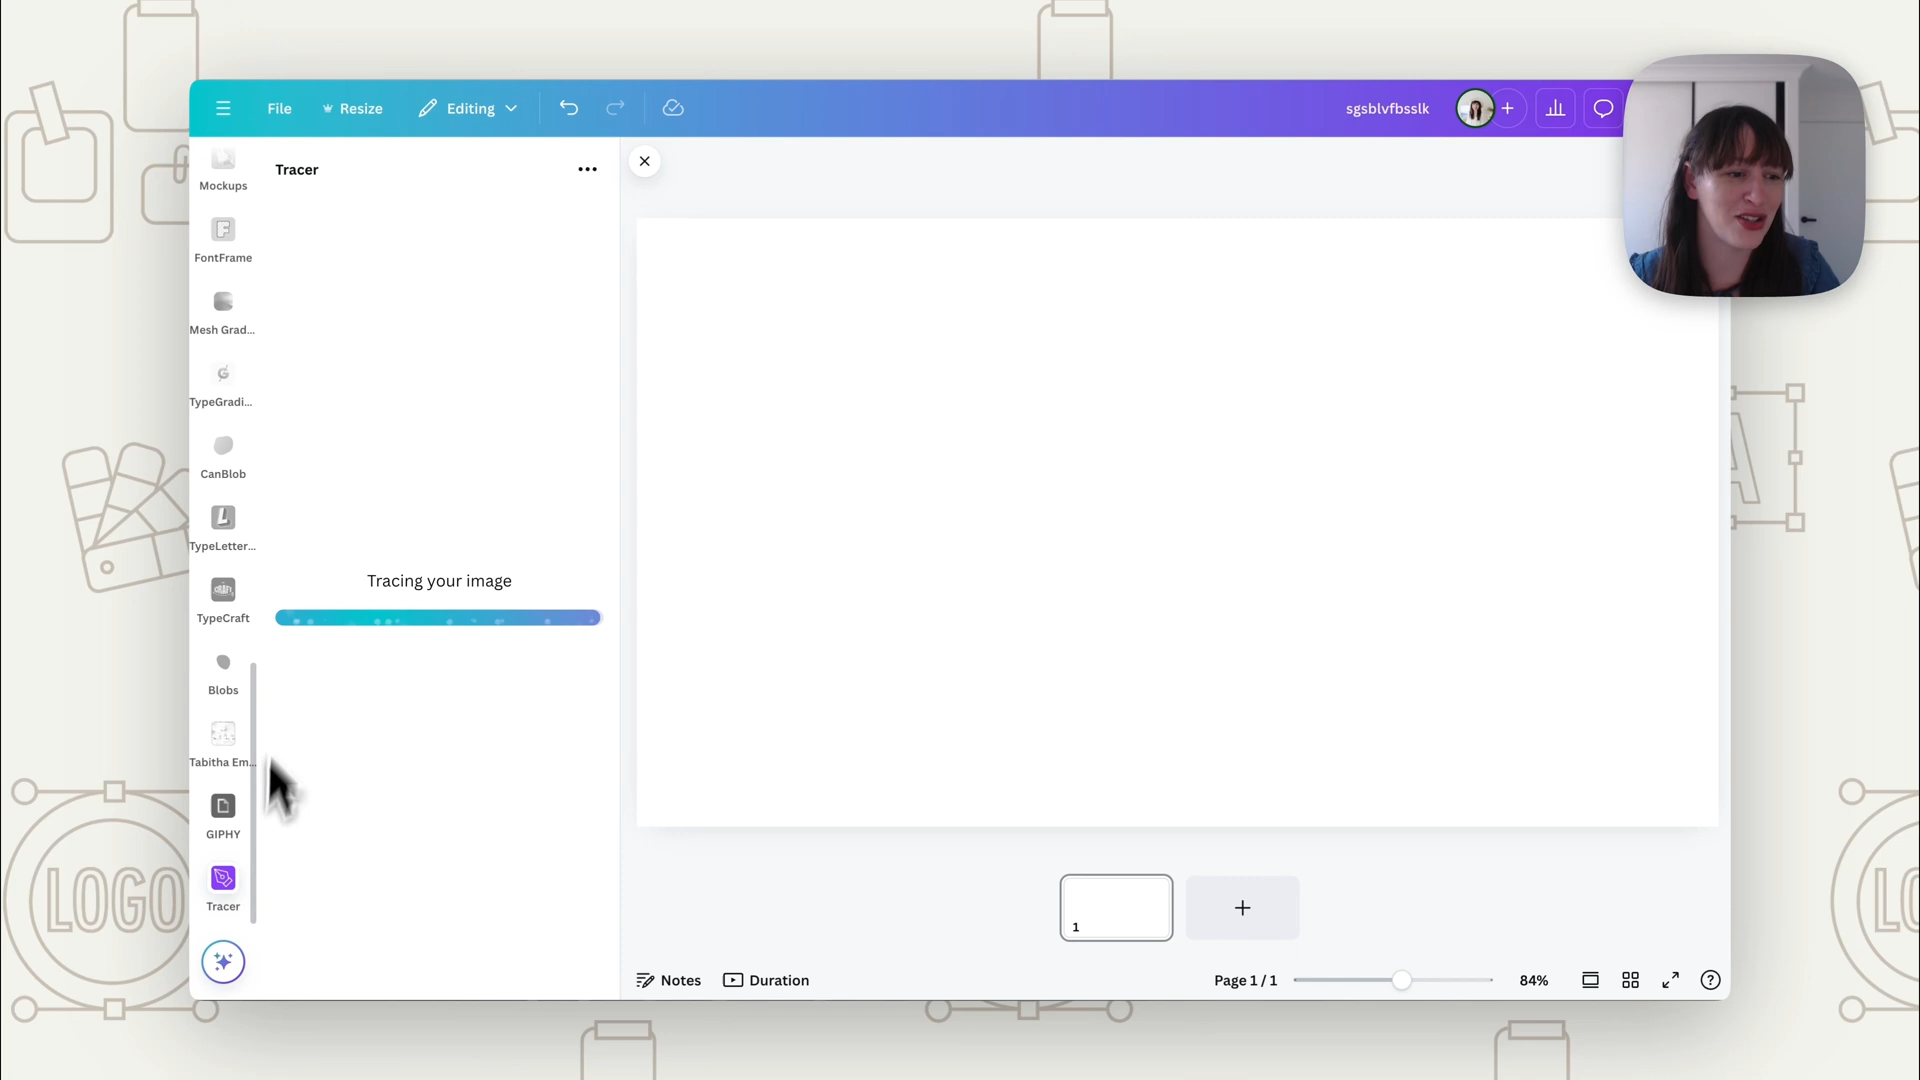 File
Resize
Editing
sgsblvfbsslk
Mockups
FontFrame
Mesh Grad...
TypeGradi...
CanBlob
TypeLetter...
TypeCraft
Blobs
Tabitha Em...
GIPHY
Tracer
Tracer
Tracing your image
1
Notes
Duration
Page 1 / 1
84%
LOGO